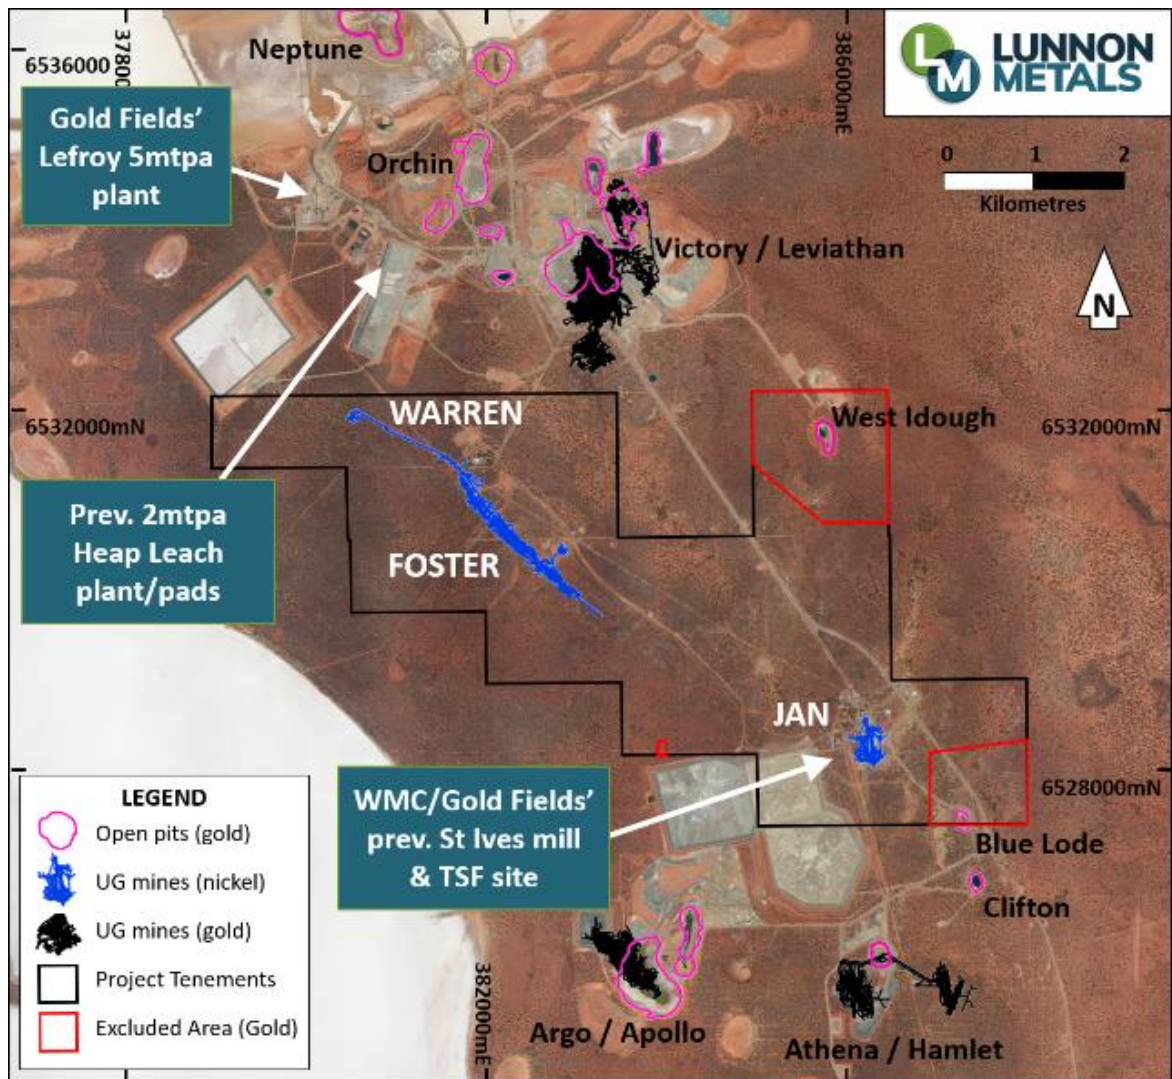 LM LUNNON
METALS
Neptune
6536000
37800
386000mE
Gold Fields'
Lefroy 5mtpa
plant
Orchin
0 1 2
Kilometres
Victory / Leviathan
N
WARREN
West Idough
6532000mN
6532000mN
Prev. 2mtpa
Heap Leach
plant/pads
FOSTER
JAN
WMC/Gold Fields'
prev. St Ives mill
& TSF site
6528000mN
Blue Lode
Clifton
LEGEND
Open pits (gold)
UG mines (nickel)
UG mines (gold)
Project Tenements
Excluded Area (Gold)
382000mE
Argo / Apollo
Athena / Hamlet